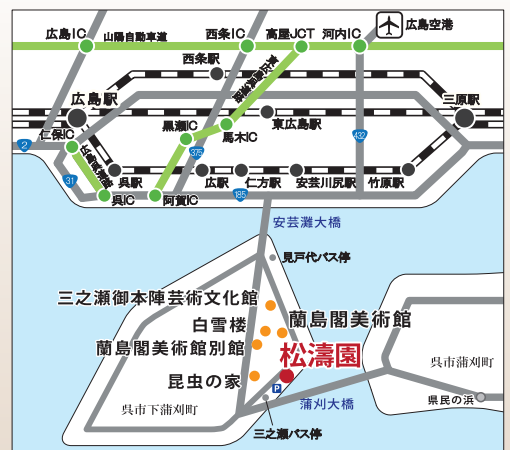 広島IC
山陽自動車道
西条IC
高屋JCT
河内IC
広島空港
西条駅
東広島呉道路
広島駅
三原駅
黒瀬IC
東広島駅
馬木IC
仁保IC
2
375
432
広島呉道路
31
呉駅
広駅
仁方駅
安芸川尻駅
竹原駅
呉IC
阿賀IC
185
安芸灘大橋
見戸代バス停
三之瀬御本陣芸術文化館
白雪楼
蘭島閣美術館
蘭島閣美術館別館
松濤園
昆虫の家
P
呉市蒲刈町
呉市下蒲刈町
蒲刈大橋
県民の浜
三之瀬バス停